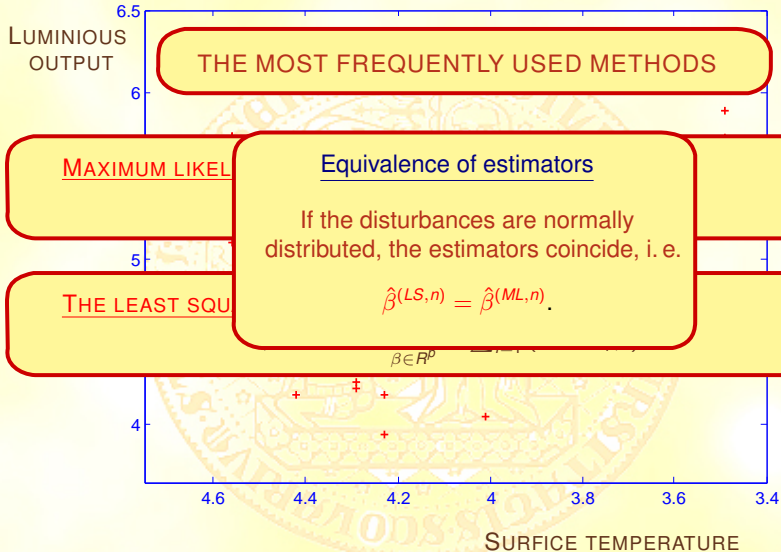 LUMINIOUS
OUTPUT
6.5
THE MOST FREQUENTLY USED METHODS
6
MAXIMUM LIKEL
Equivalence of estimators
If the disturbances are normally
distributed, the estimators coincide, i. e.
β̂^(LS,n) = β̂^(ML,n).
5
THE LEAST SQU
β∈R^p
4
4.6 4.4 4.2 4 3.8 3.6 3.4
SURFICE TEMPERATURE